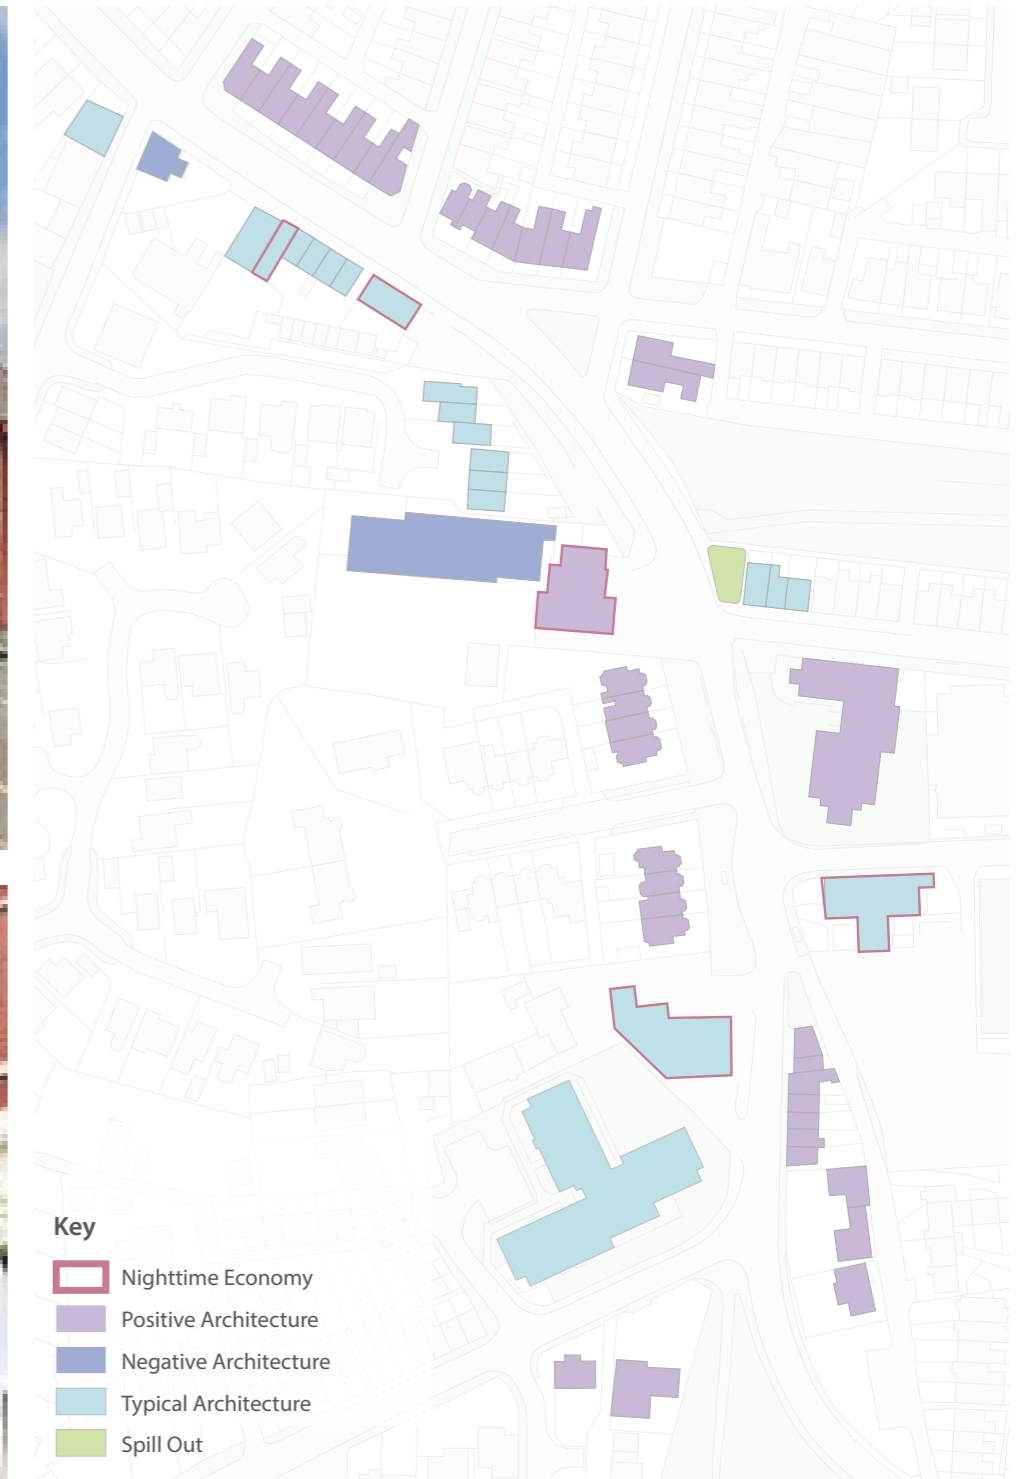 Key
Nighttime Economy
Positive Architecture
Negative Architecture
Typical Architecture
Spill Out